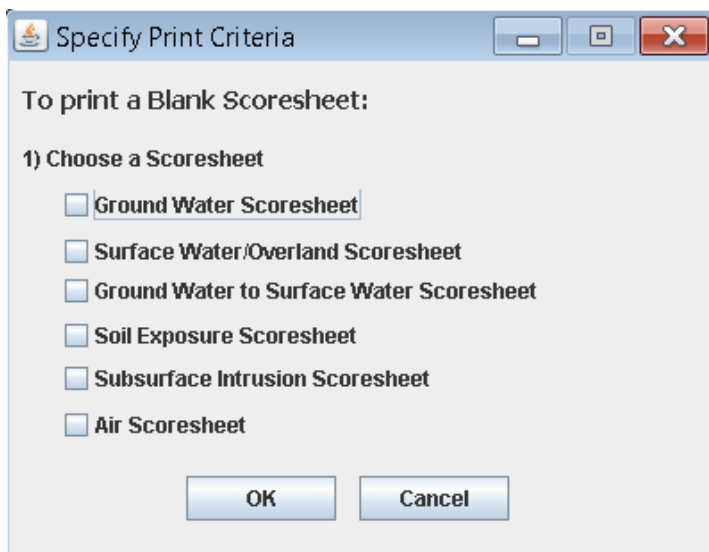 Specify Print Criteria
To print a Blank Scoresheet:
1) Choose a Scoresheet
Ground Water Scoresheet
Surface Water/Overland Scoresheet
Ground Water to Surface Water Scoresheet
Soil Exposure Scoresheet
Subsurface Intrusion Scoresheet
Air Scoresheet
OK Cancel